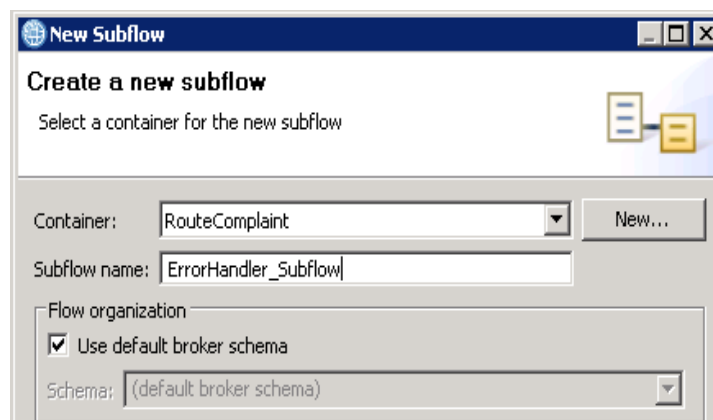 New Subflow
Create a new subflow
Select a container for the new subflow
Container: RouteComplaint New...
Subflow name: ErrorHandler_Subflow
Flow organization
Use default broker schema
Schema: (default broker schema)